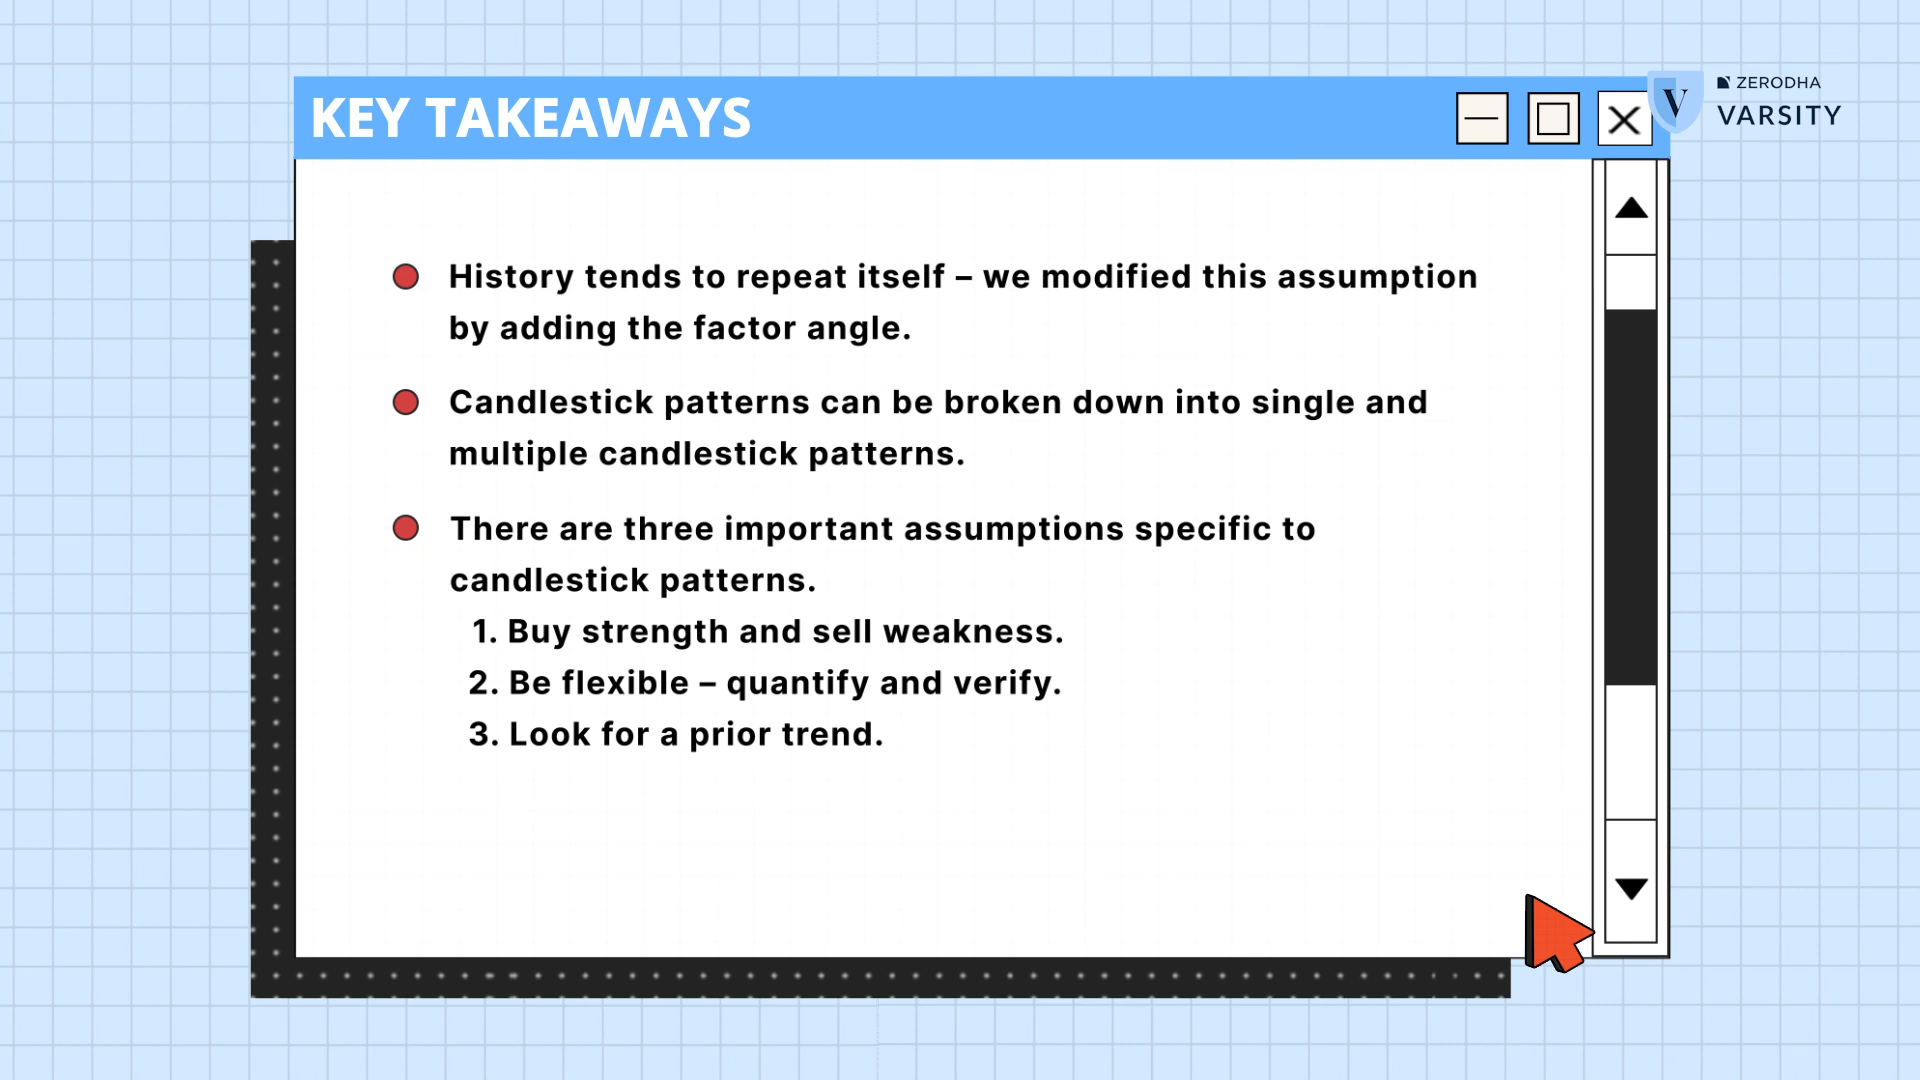 KEY TAKEAWAYS
V
ZERODHA
VARSITY
History tends to repeat itself – we modified this assumption
by adding the factor angle.
Candlestick patterns can be broken down into single and
multiple candlestick patterns.
There are three important assumptions specific to
candlestick patterns.
1. Buy strength and sell weakness.
2. Be flexible – quantify and verify.
3. Look for a prior trend.